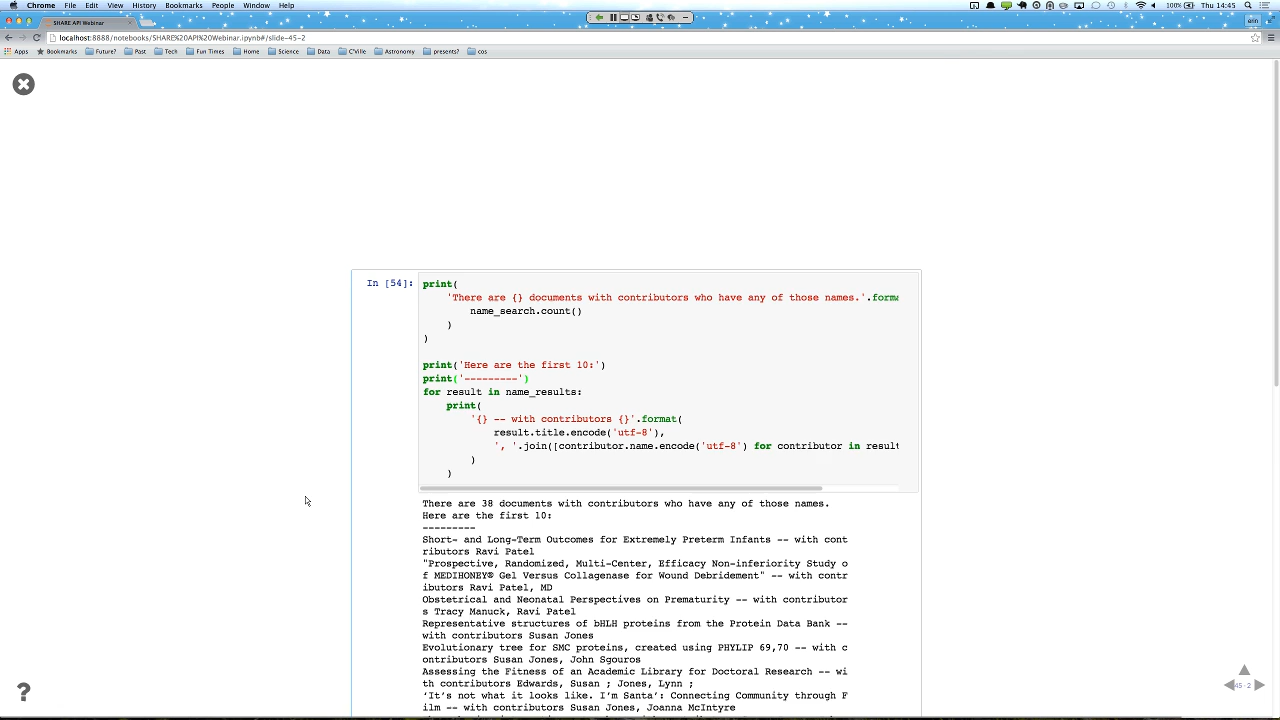 Chrome File Edit View History Bookmarks People Window Help 100% Thu 14:45
SHARE API Webinar erin
localhost:8888/notebooks/SHARE%20API%20Webinar.ipynb#/slide-45-2
Apps Bookmarks Future? Past Tech Fun Times Home Science Data C'Ville Astronomy presents? cos
In [54]: print(
'There are {} documents with contributors who have any of those names.'.forma
name_search.count()
)
)
print('Here are the first 10:')
print('---------')
for result in name_results:
print(
'{} -- with contributors {}'.format(
result.title.encode('utf-8'),
', '.join([contributor.name.encode('utf-8') for contributor in result
)
)
There are 38 documents with contributors who have any of those names.
Here are the first 10:
---------
Short- and Long-Term Outcomes for Extremely Preterm Infants -- with cont
ributors Ravi Patel
"Prospective, Randomized, Multi-Center, Efficacy Non-inferiority Study o
f MEDIHONEY® Gel Versus Collagenase for Wound Debridement" -- with contr
ibutors Ravi Patel, MD
Obstetrical and Neonatal Perspectives on Prematurity -- with contributor
s Tracy Manuck, Ravi Patel
Representative structures of bHLH proteins from the Protein Data Bank --
with contributors Susan Jones
Evolutionary tree for SMC proteins, created using PHYLIP 69,70 -- with c
ontributors Susan Jones, John Sgouros
Assessing the Fitness of an Academic Library for Doctoral Research -- wi
th contributors Edwards, Susan ; Jones, Lynn ;
‘It’s not what it looks like. I’m Santa’: Connecting Community through F
ilm -- with contributors Susan Jones, Joanna McIntyre
?
45-2